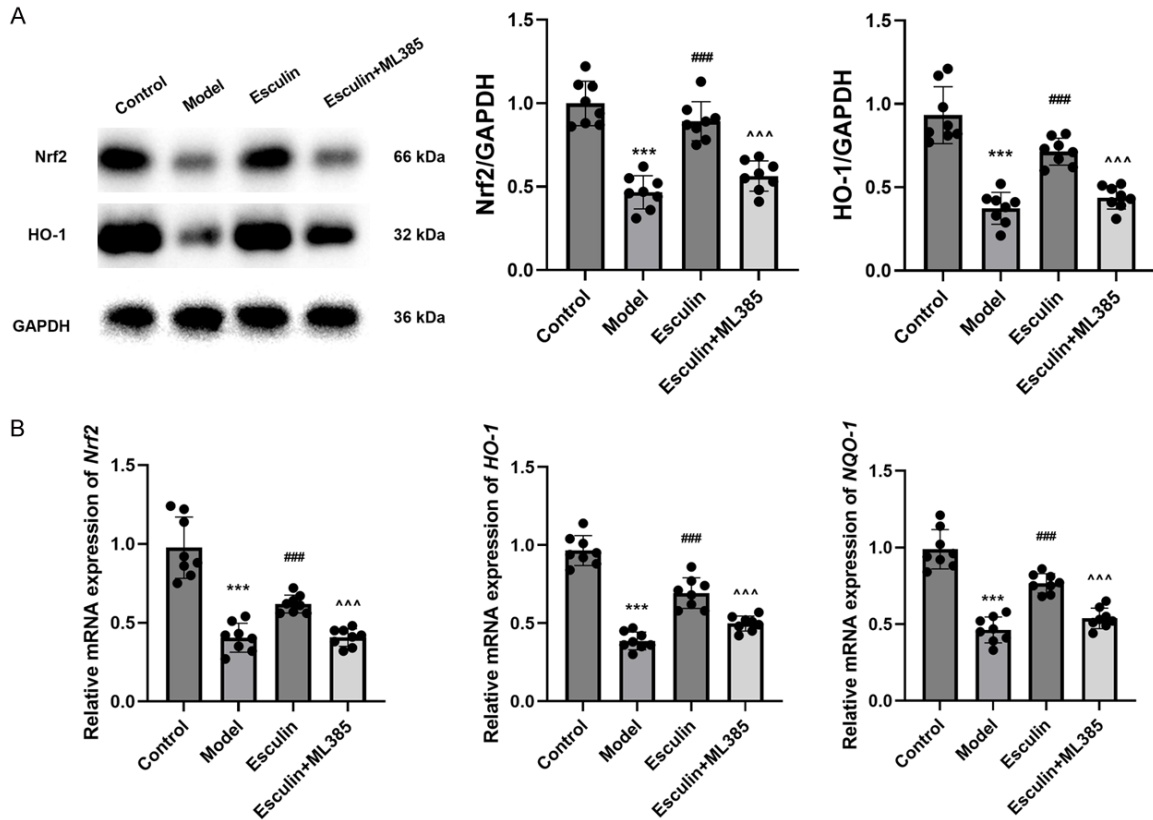 A
Control Model Esculin Esculin+ML385
Nrf2 66 kDa
HO-1 32 kDa
GAPDH 36 kDa
Nrf2/GAPDH
1.5
1.0
0.5
0.0
***
###
^^^
Control Model Esculin Esculin+ML385
HO-1/GAPDH
1.5
1.0
0.5
0.0
***
###
^^^
Control Model Esculin Esculin+ML385
B
Relative mRNA expression of Nrf2
1.5
1.0
0.5
0.0
***
###
^^^
Control Model Esculin Esculin+ML385
Relative mRNA expression of HO-1
1.5
1.0
0.5
0.0
***
###
^^^
Control Model Esculin Esculin+ML385
Relative mRNA expression of NQO-1
1.5
1.0
0.5
0.0
***
###
^^^
Control Model Esculin Esculin+ML385